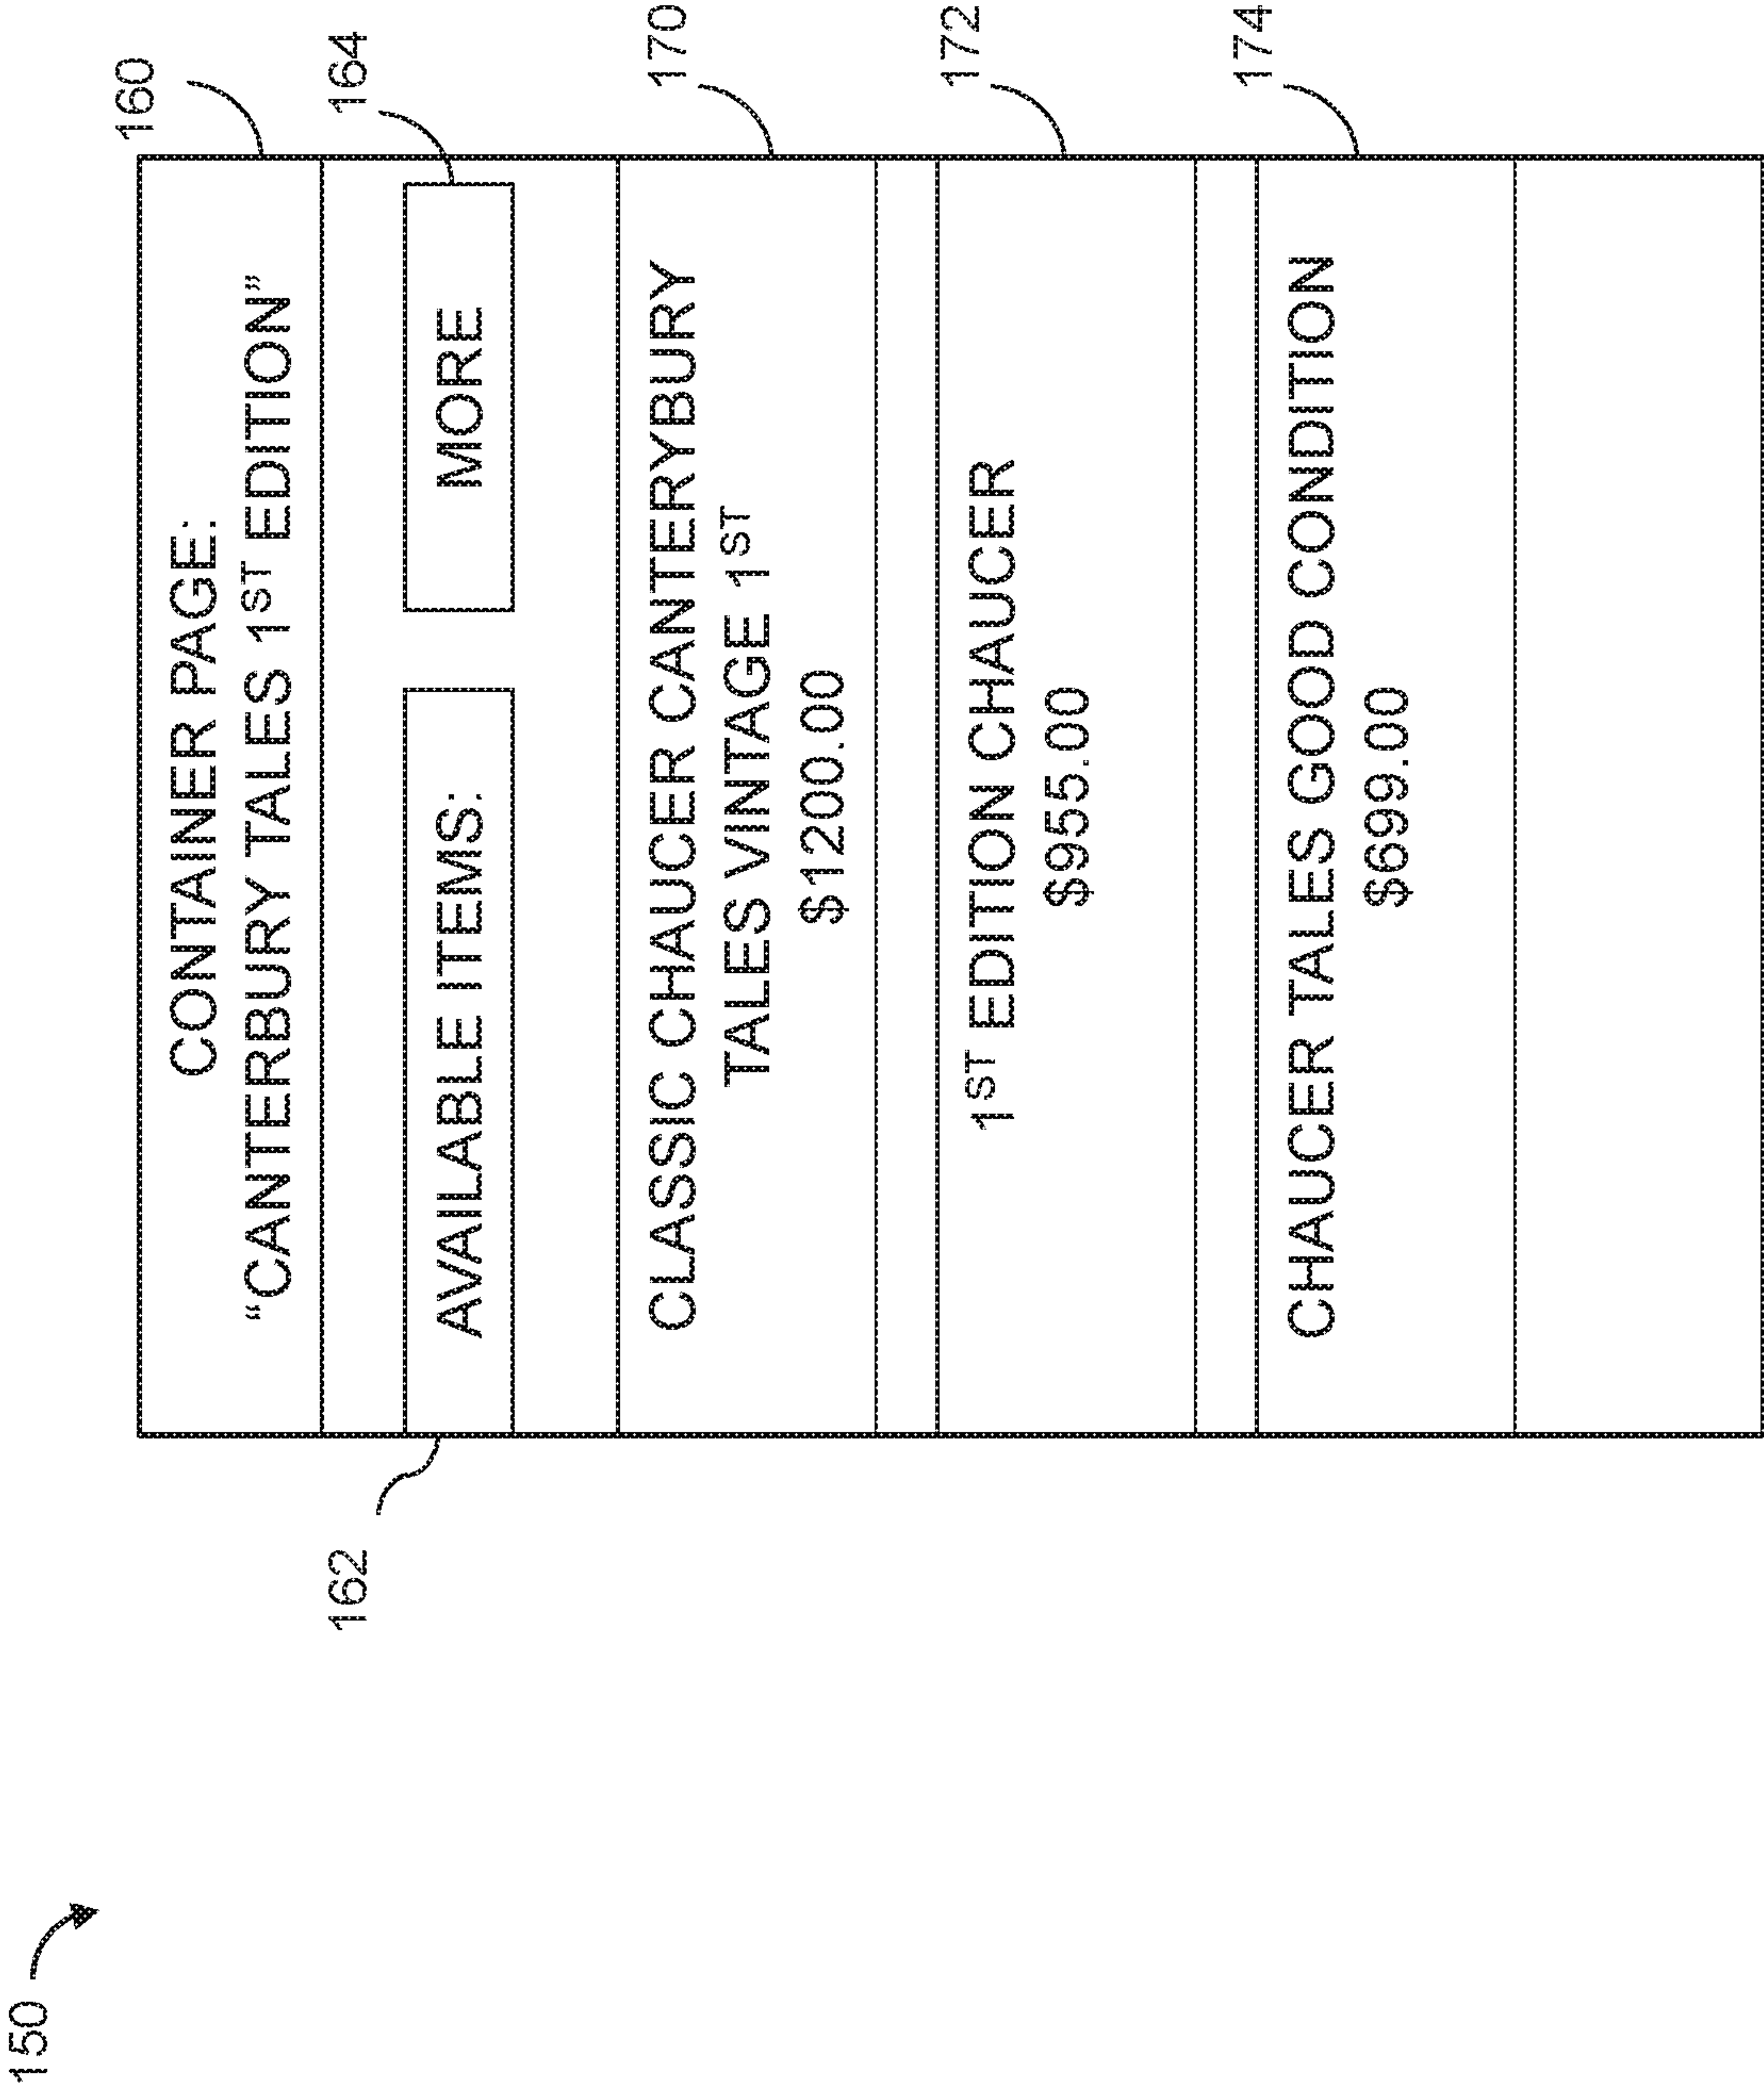 150
160
CONTAINER PAGE:
“CANTERBURY TALES 1ST EDITION”
162
AVAILABLE ITEMS:
MORE
164
CLASSIC CHAUCER CANTERYBURY
TALES VINTAGE 1ST
$1200.00
170
1ST EDITION CHAUCER
$955.00
172
CHAUCER TALES GOOD CONDITION
$699.00
174